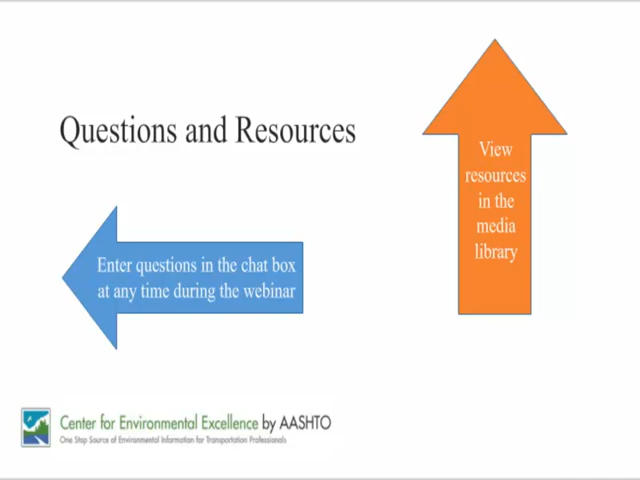 Questions and Resources
View
resources
in the
media
library
Enter questions in the chat box
at any time during the webinar
Center for Environmental Excellence by AASHTO
One Stop Source of Environmental Information for Transportation Professionals